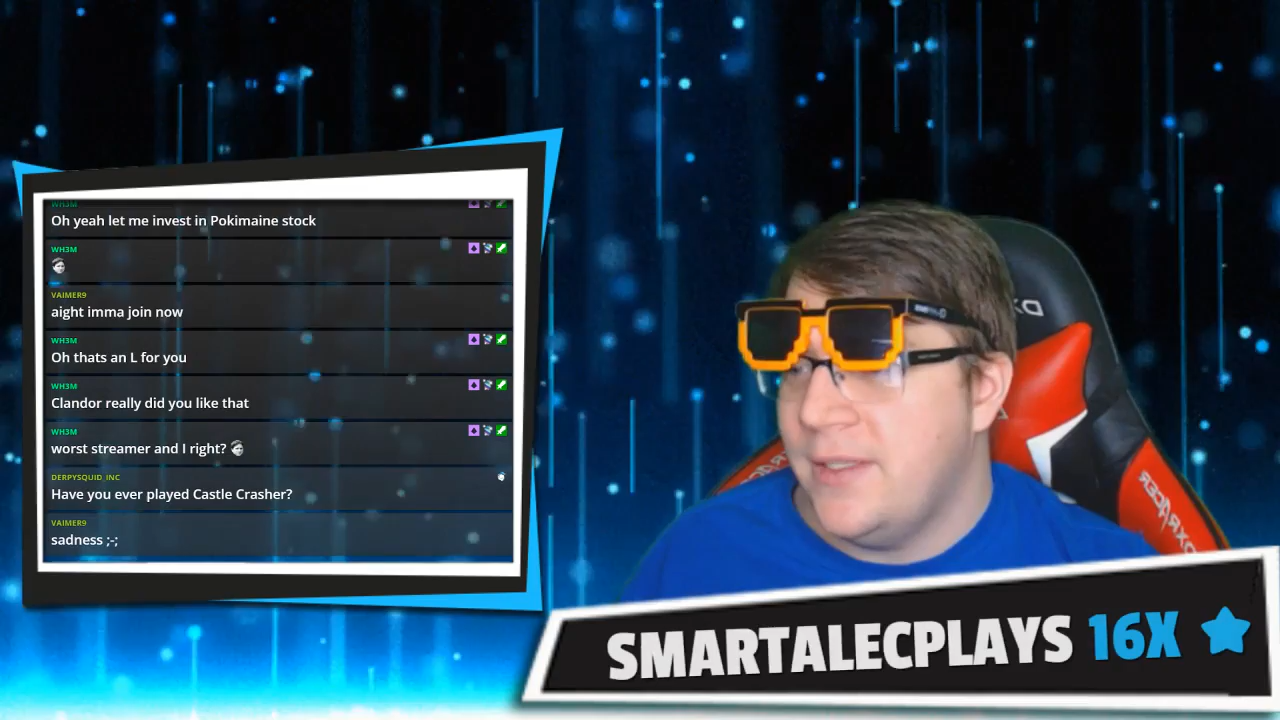 WH3M
Oh yeah let me invest in Pokimaine stock
WH3M
VAIMER9
aight imma join now
WH3M
Oh thats an L for you
WH3M
Clandor really did you like that
WH3M
worst streamer and I right?
DERPYSQUID_INC
Have you ever played Castle Crasher?
VAIMER9
sadness ;-;
DXRACER
SMARTALECPLAYS 16X